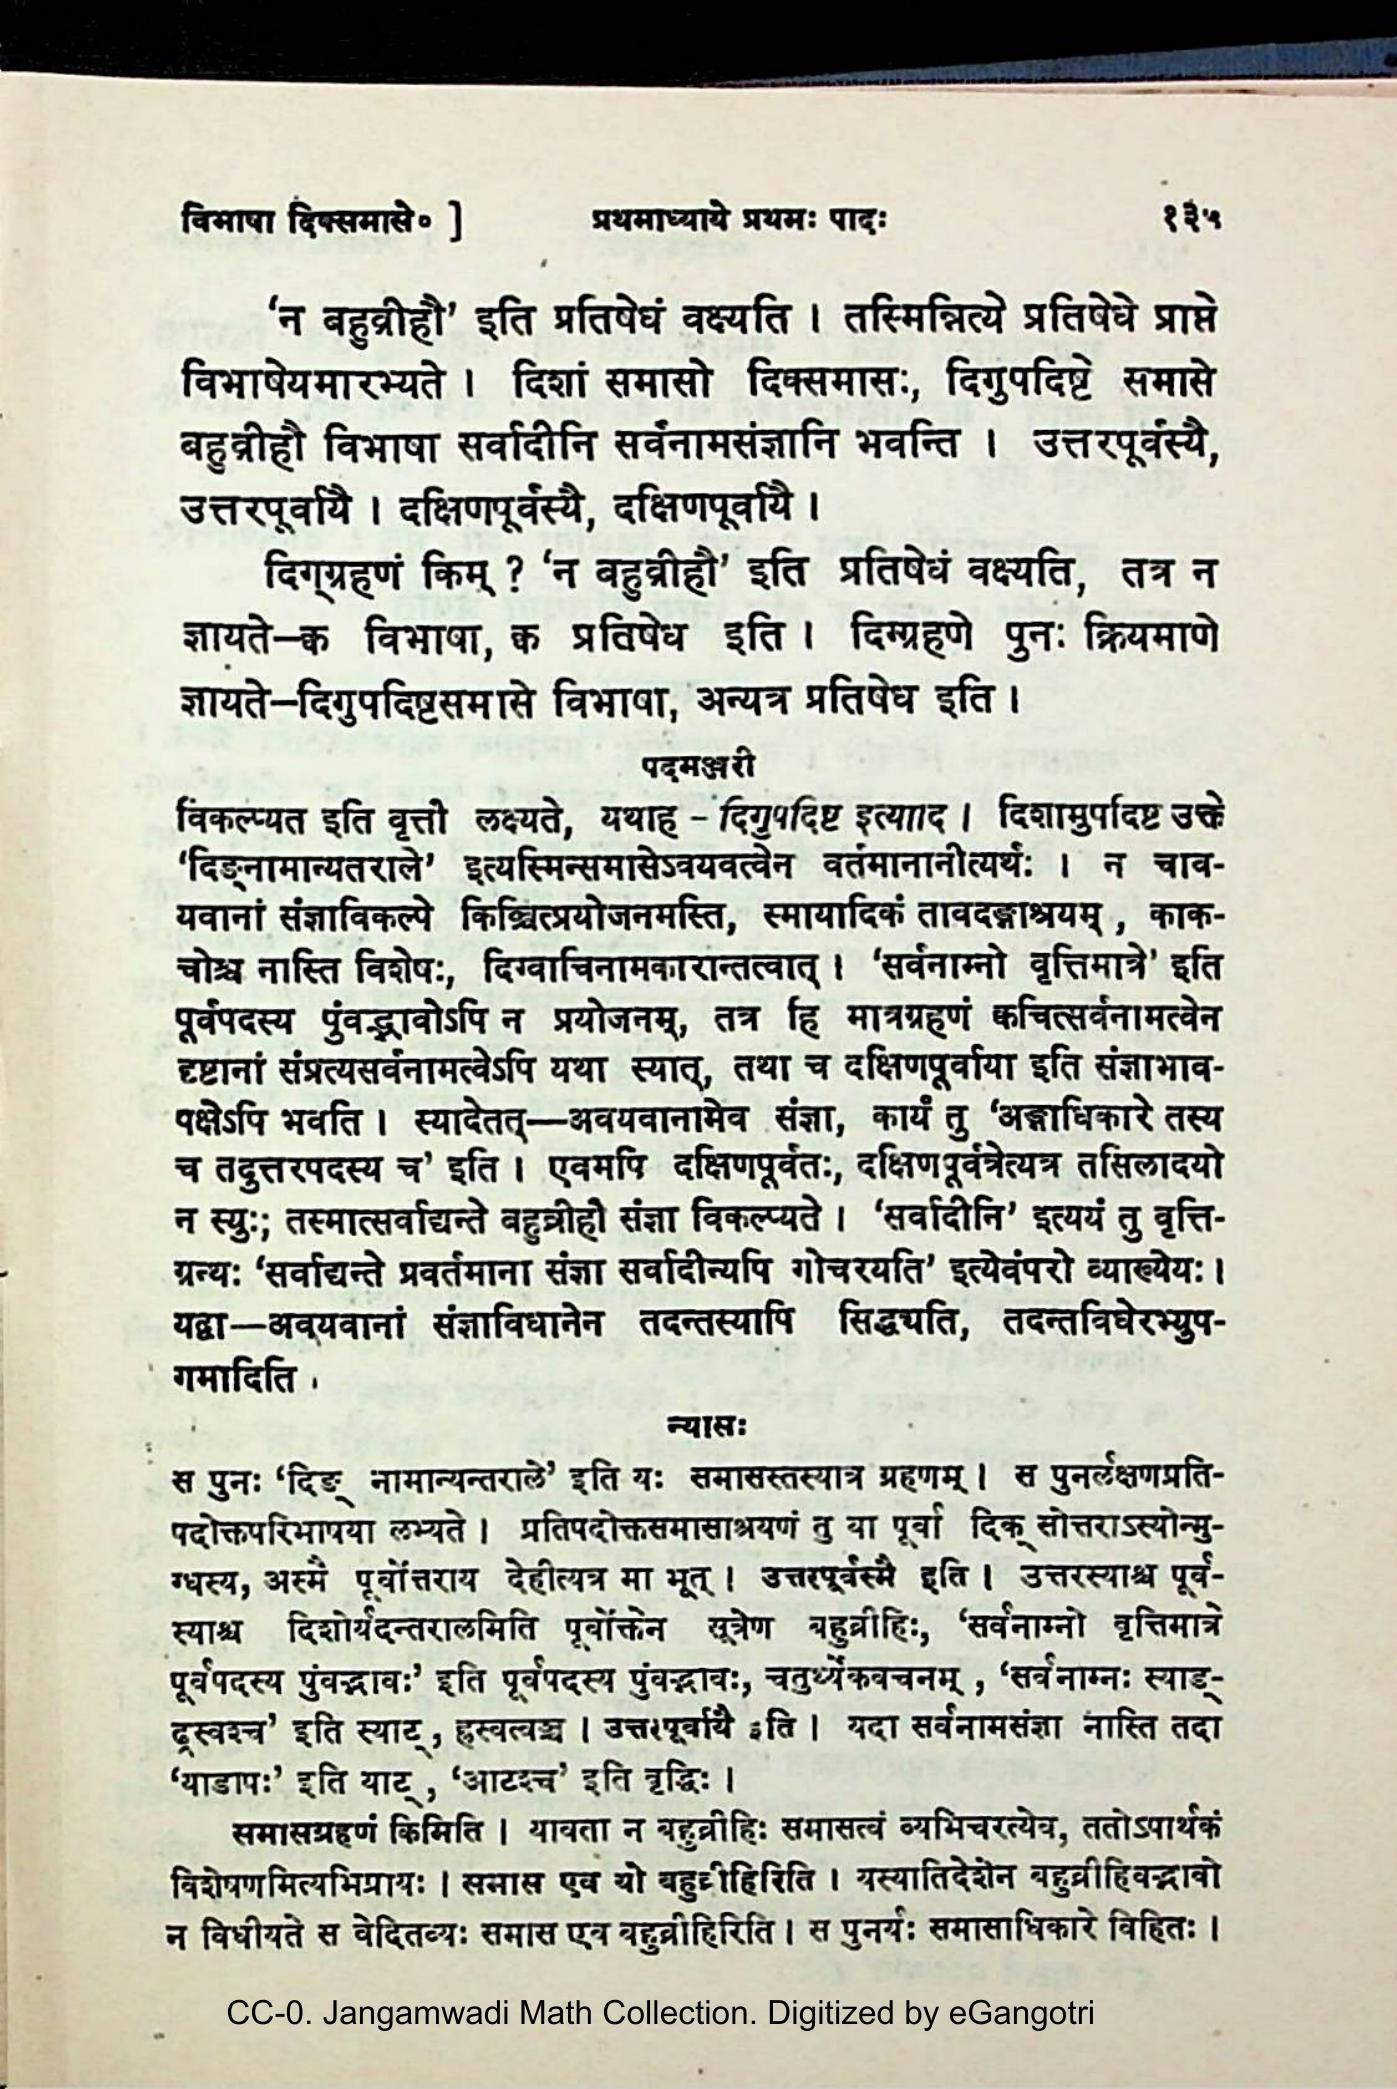 विभाषा दिक्समासे० ] प्रथमाध्याये प्रथमः पादः १३५
‘न बहुव्रीहौ’ इति प्रतिषेधं वक्ष्यति । तस्मिन्नित्ये प्रतिषेधे प्राप्ते
विभाषेयमारभ्यते । दिशां समासो दिक्समासः, दिगुपदिष्टे समासे
बहुव्रीहौ विभाषा सर्वादीनि सर्वनामसंज्ञानि भवन्ति । उत्तरपूर्वस्यै,
उत्तरपूर्वायै । दक्षिणपूर्वस्यै, दक्षिणपूर्वायै ।
दिग्ग्रहणं किम् ? ‘न बहुव्रीहौ’ इति प्रतिषेधं वक्ष्यति, तत्र न
ज्ञायते–क्व विभाषा, क्व प्रतिषेध इति । दिग्ग्रहणे पुनः क्रियमाणे
ज्ञायते–दिगुपदिष्टसमासे विभाषा, अन्यत्र प्रतिषेध इति ।
पदमञ्जरी
विकल्प्यत इति वृत्तौ लक्ष्यते, यथाह – दिगुपदिष्ट इत्यादि । दिशामुपदिष्ट उक्ते
‘दिङ्नामान्यतराले’ इत्यस्मिन्समासेऽवयवत्वेन वर्तमानानीत्यर्थः । न चाव-
यवानां संज्ञाविकल्पे किञ्चित्प्रयोजनमस्ति, स्मायादिकं तावदङ्गाश्रयम् , काक-
चोश्च नास्ति विशेषः, दिग्वाचिनामकारान्तत्वात् । ‘सर्वनाम्नो वृत्तिमात्रे’ इति
पूर्वपदस्य पुंवद्भावोऽपि न प्रयोजनम्, तत्र हि मात्रग्रहणं क्वचित्सर्वनामत्वेन
दृष्टानां संप्रत्यसर्वनामत्वेऽपि यथा स्यात्, तथा च दक्षिणपूर्वाया इति संज्ञाभाव-
पक्षेऽपि भवति । स्यादेतत्—अवयवानामेव संज्ञा, कार्यं तु ‘अङ्गाधिकारे तस्य
च तदुत्तरपदस्य च’ इति । एवमपि दक्षिणपूर्वतः, दक्षिणपूर्वत्रेत्यत्र तसिलादयो
न स्युः; तस्मात्सर्वाद्यन्ते बहुव्रीहौ संज्ञा विकल्प्यते । ‘सर्वादीनि’ इत्ययं तु वृत्ति-
ग्रन्थः ‘सर्वाद्यन्ते प्रवर्तमाना संज्ञा सर्वादीन्यपि गोचरयति’ इत्येवंपरो व्याख्येयः ।
यद्वा—अवयवानां संज्ञाविधानेन तदन्तस्यापि सिद्ध्यति, तदन्तविधेरभ्युप-
गमादिति ।
न्यासः
स पुनः ‘दिङ् नामान्यन्तराले’ इति यः समासस्तस्यात्र ग्रहणम् । स पुनर्लक्षणप्रति-
पदोक्तपरिभाषया लभ्यते । प्रतिपदोक्तसमासाश्रयणं तु या पूर्वा दिक् सोत्तराऽस्योन्मु-
ग्धस्य, अस्मै पूर्वोत्तराय देहीत्यत्र मा भूत् । उत्तरपूर्वस्मै इति । उत्तरस्याश्च पूर्व-
स्याश्च दिशोर्यदन्तरालमिति पूर्वोक्तेन सूत्रेण बहुव्रीहिः, ‘सर्वनाम्नो वृत्तिमात्रे
पूर्वपदस्य पुंवद्भावः’ इति पूर्वपदस्य पुंवद्भावः, चतुर्थ्येकवचनम् , ‘सर्वनाम्नः स्याड्-
ढ्रस्वश्च’ इति स्याट् , ह्रस्वत्वञ्च । उत्तरपूर्वायै इति । यदा सर्वनामसंज्ञा नास्ति तदा
‘याडापः’ इति याट् , ‘आटश्च’ इति वृद्धिः ।
समासग्रहणं किमिति । यावता न बहुव्रीहिः समासत्वं व्यभिचरत्येव, ततोऽपार्थकं
विशेषणमित्यभिप्रायः । समास एव यो बहुव्रीहिरिति । यस्यातिदेशेन बहुव्रीहिवद्भावो
न विधीयते स वेदितव्यः समास एव बहुव्रीहिरिति । स पुनर्यः समासाधिकारे विहितः ।
CC-0. Jangamwadi Math Collection. Digitized by eGangotri